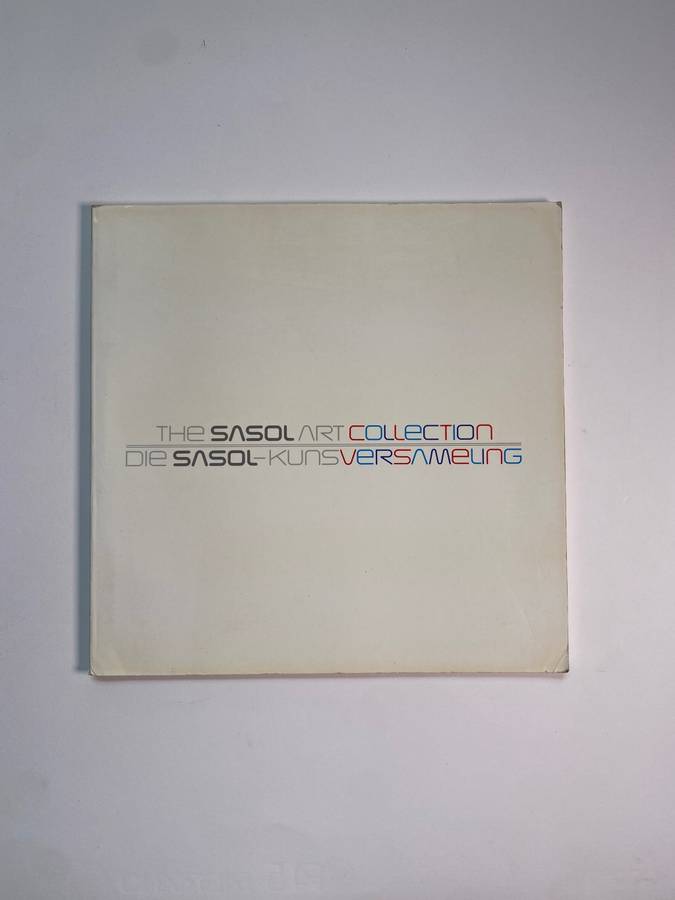 THE SASOL ART COLLECTION
DIE SASOL-KUNSVERSAMELING